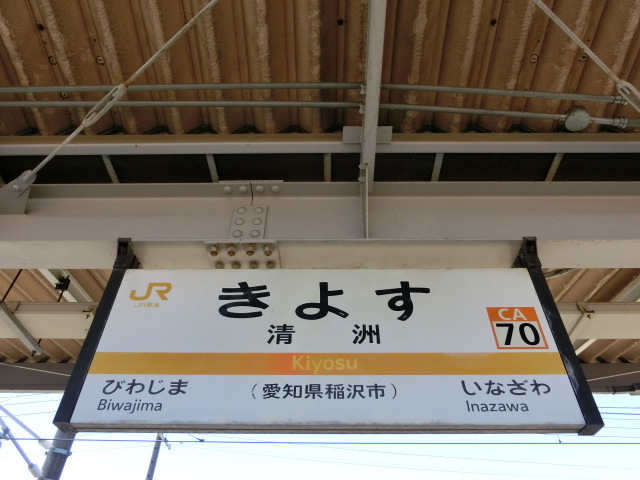 JR
JR東海
きよす
清洲
CA
70
Kiyosu
びわじま
Biwajima
（愛知県稲沢市）
いなざわ
Inazawa